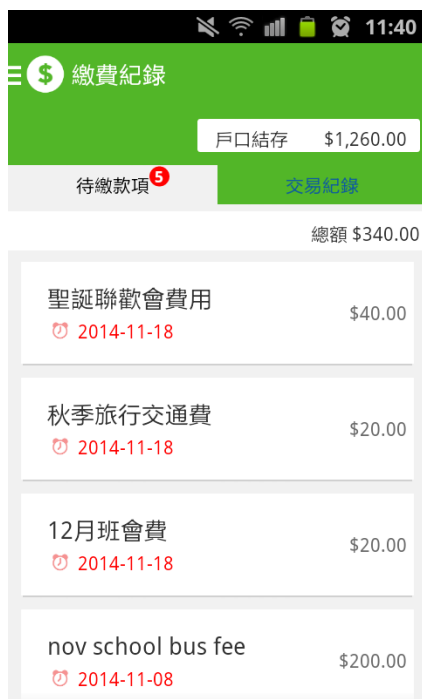 11:40
繳費紀錄
戶口結存 $1,260.00
待繳款項 5 交易紀錄
總額 $340.00
聖誕聯歡會費用 $40.00
2014-11-18
秋季旅行交通費 $20.00
2014-11-18
12月班會費 $20.00
2014-11-18
nov school bus fee $200.00
2014-11-08